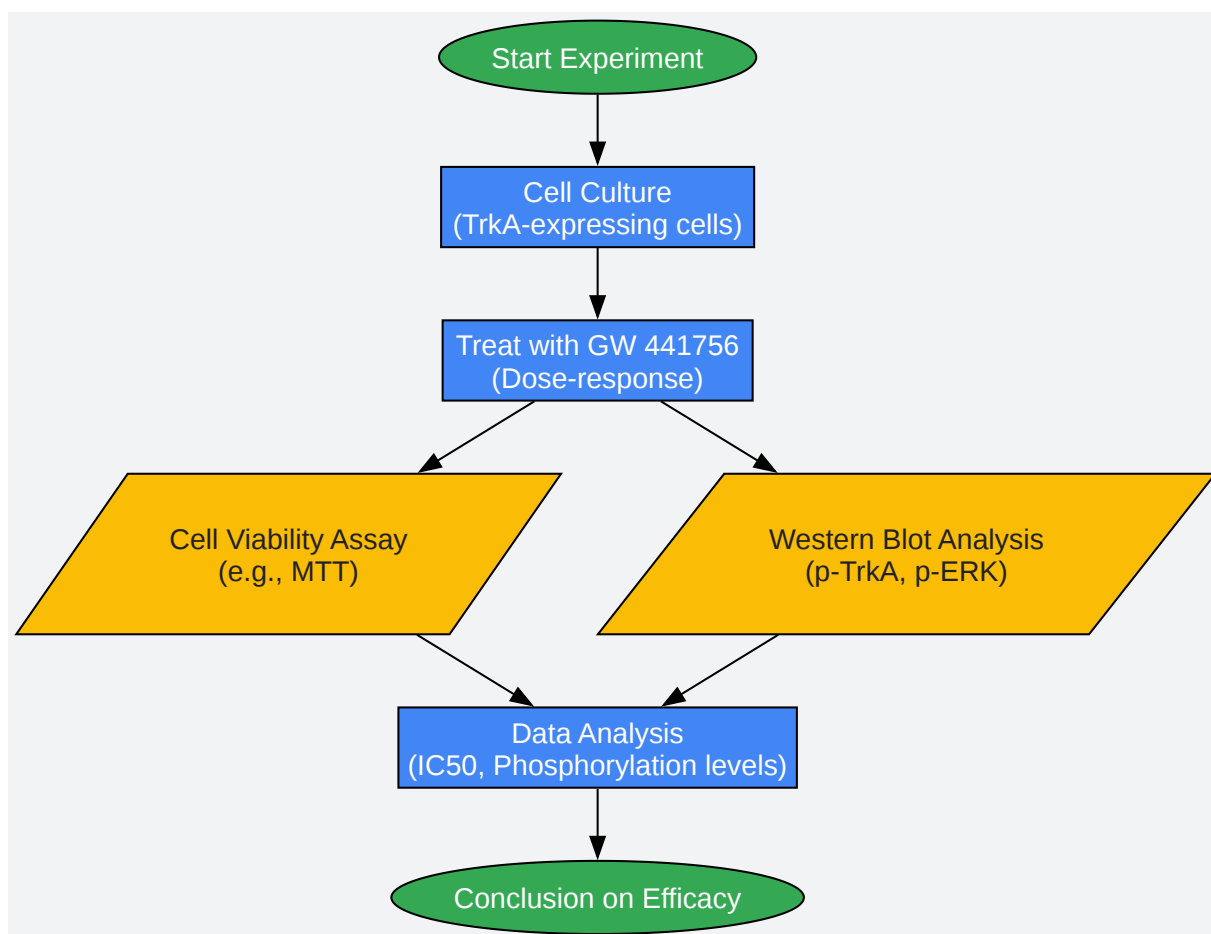 Start Experiment
Cell Culture
(TrkA-expressing cells)
Treat with GW 441756
(Dose-response)
Cell Viability Assay
(e.g., MTT)
Western Blot Analysis
(p-TrkA, p-ERK)
Data Analysis
(IC50, Phosphorylation levels)
Conclusion on Efficacy